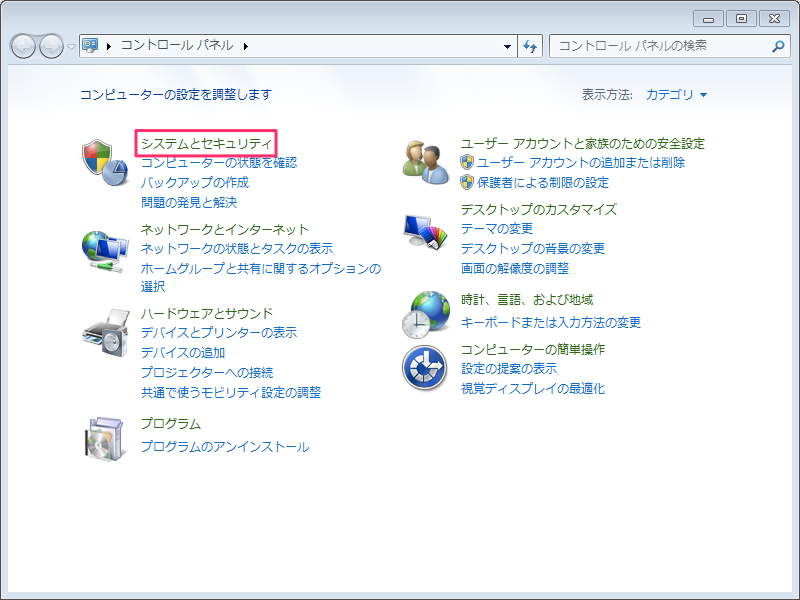 コントロール パネル
コントロール パネルの検索
コンピューターの設定を調整します
表示方法: カテゴリ
システムとセキュリティ
コンピューターの状態を確認
バックアップの作成
問題の発見と解決
ネットワークとインターネット
ネットワークの状態とタスクの表示
ホームグループと共有に関するオプションの
選択
ハードウェアとサウンド
デバイスとプリンターの表示
デバイスの追加
プロジェクターへの接続
共通で使うモビリティ設定の調整
プログラム
プログラムのアンインストール
ユーザー アカウントと家族のための安全設定
ユーザー アカウントの追加または削除
保護者による制限の設定
デスクトップのカスタマイズ
テーマの変更
デスクトップの背景の変更
画面の解像度の調整
時計、言語、および地域
キーボードまたは入力方法の変更
コンピューターの簡単操作
設定の提案の表示
視覚ディスプレイの最適化